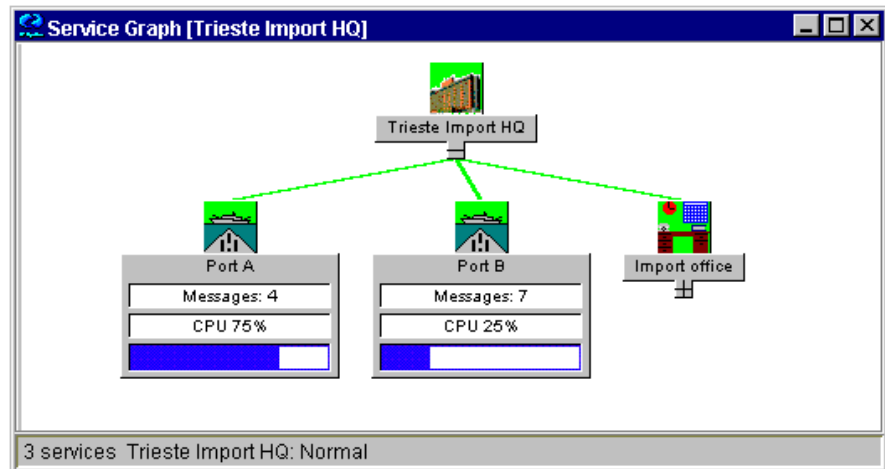 Service Graph [Trieste Import HQ]
Trieste Import HQ
Port A
Messages: 4
CPU 75%
Port B
Messages: 7
CPU 25%
Import office
3 services Trieste Import HQ: Normal